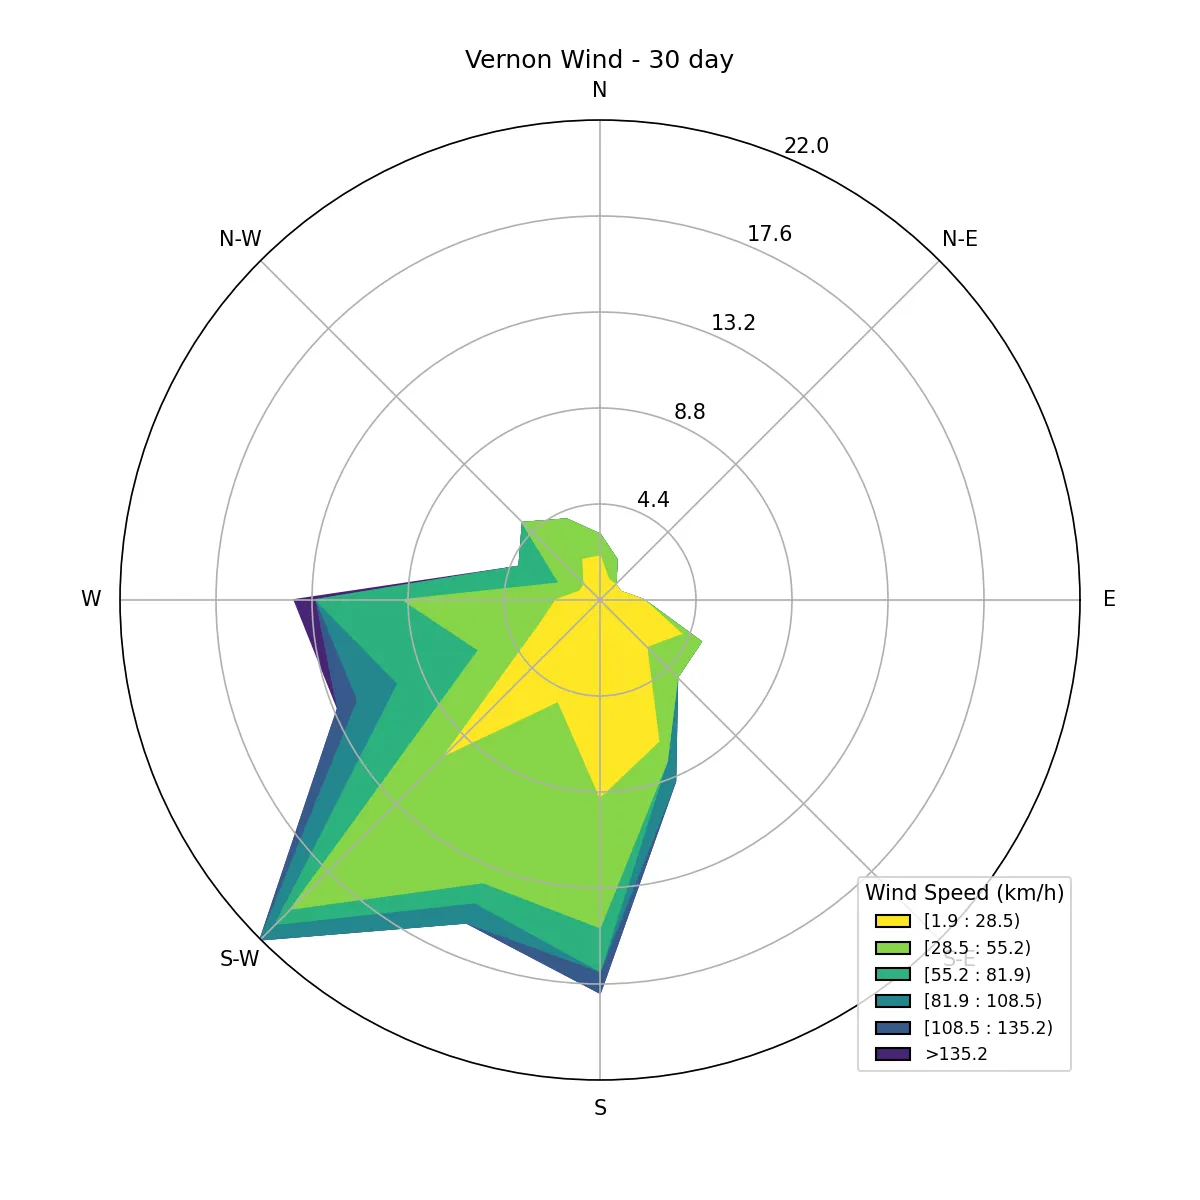 Vernon Wind - 30 day
N
22.0
17.6
N-W
N-E
13.2
8.8
4.4
W
E
Wind Speed (km/h)
[1.9 : 28.5)
[28.5 : 55.2)
S-W
S-E
[55.2 : 81.9)
[81.9 : 108.5)
[108.5 : 135.2)
>135.2
S